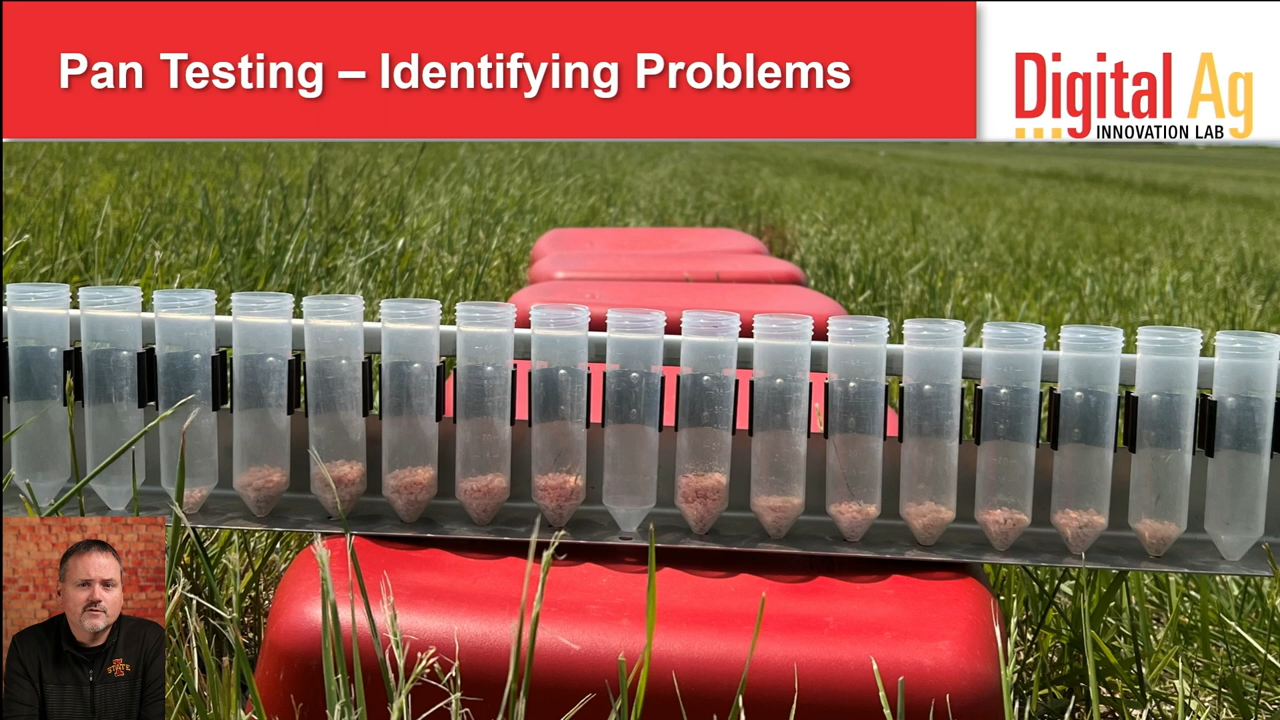 Pan Testing – Identifying Problems
Digital Ag
INNOVATION LAB
STATE